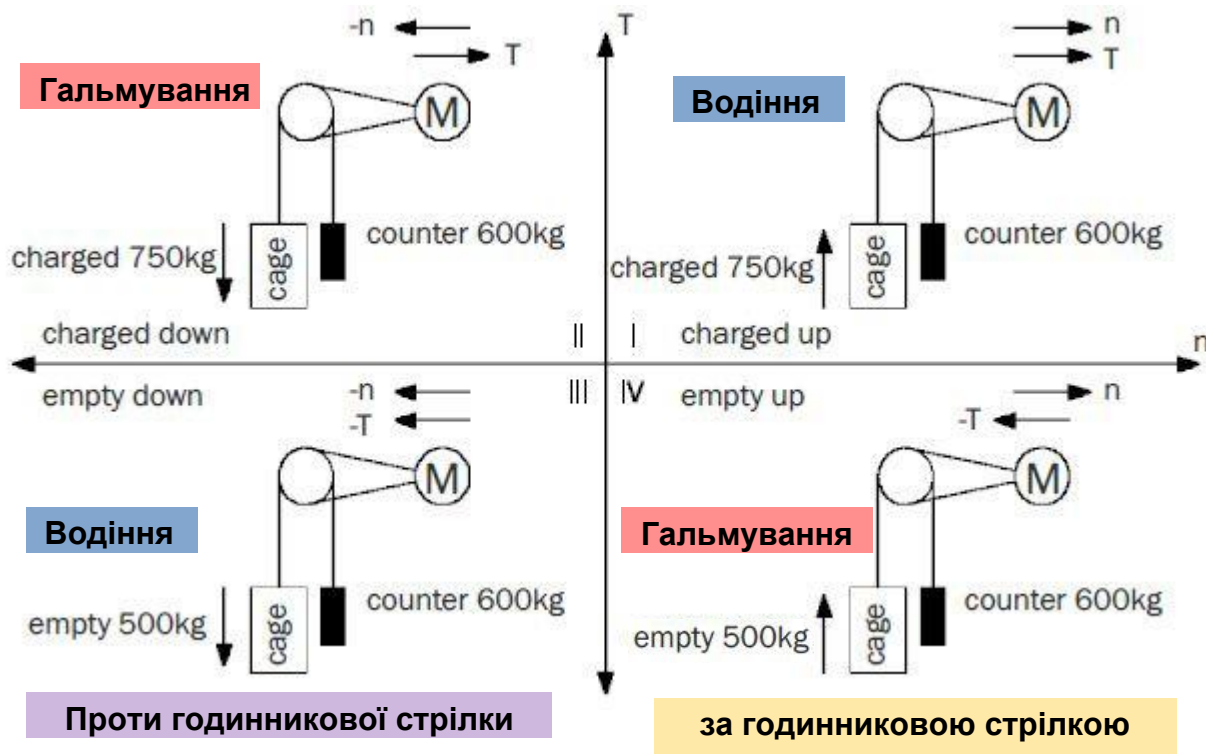 -n
T
T
n
T
Гальмування
Водіння
M
M
counter 600kg
counter 600kg
charged 750kg
cage
charged 750kg
cage
charged down
II
I
charged up
n
empty down
III
IV
empty up
-n
-T
n
-T
M
M
Водіння
Гальмування
counter 600kg
counter 600kg
empty 500kg
cage
empty 500kg
cage
Проти годинникової стрілки
за годинниковою стрілкою